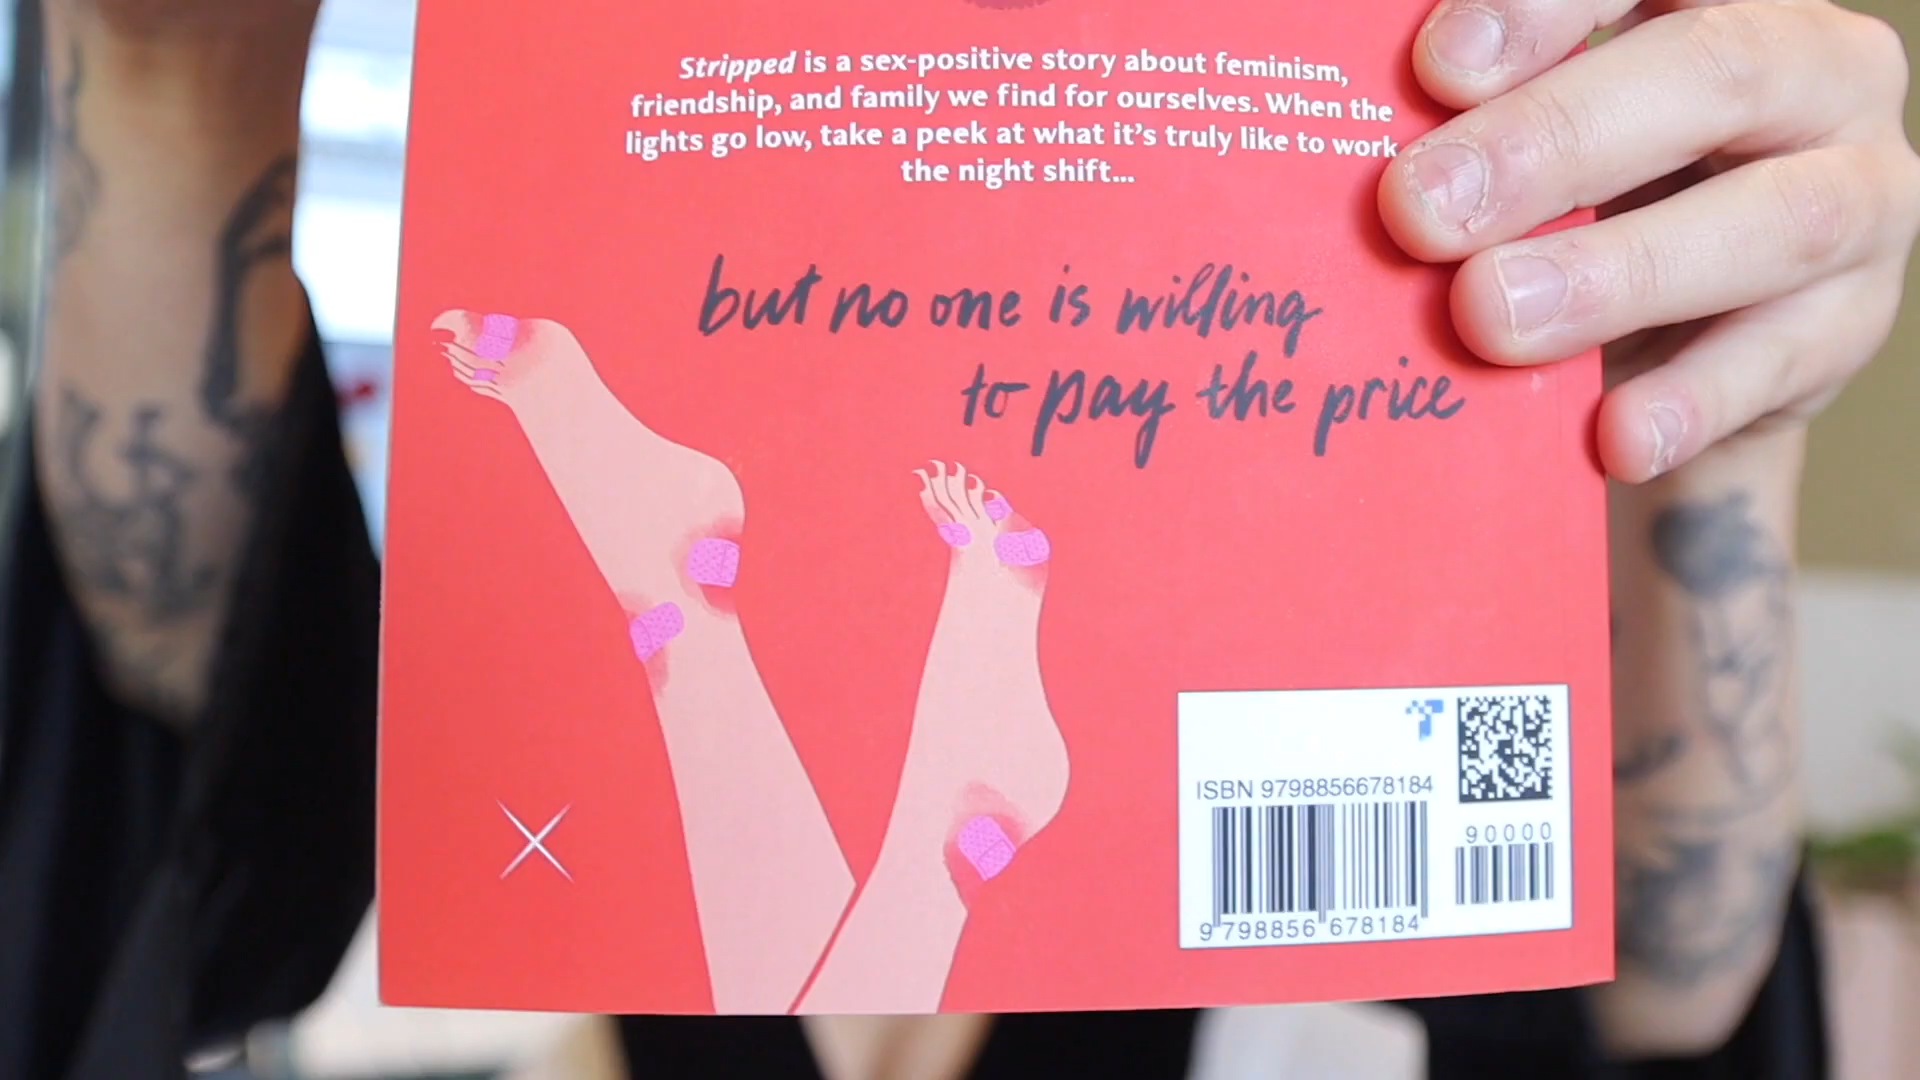 Stripped is a sex-positive story about feminism,
friendship, and family we find for ourselves. When the
lights go low, take a peek at what it's truly like to work
the night shift...
but no one is willing
to pay the price
ISBN 9798856678184
90000
9 798856 678184